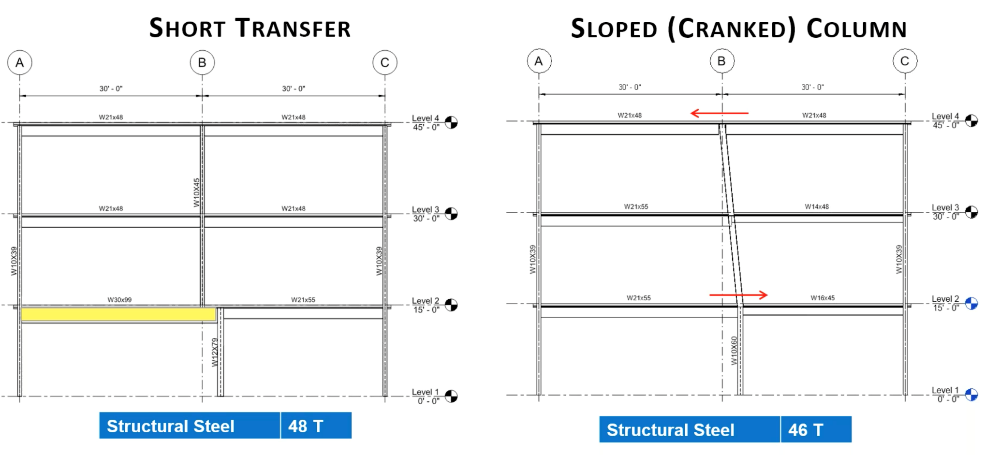 SHORT TRANSFER
A
B
C
30' - 0"
30' - 0"
W21x48
W21x48
Level 4
45' - 0"
W10X45
W21x48
W21x48
Level 3
30' - 0"
W10X39
W10X39
W30x99
W21x55
Level 2
15' - 0"
W12X79
Level 1
0' - 0"
Structural Steel
48 T
SLOPED (CRANKED) COLUMN
A
B
C
30' - 0"
30' - 0"
W21x48
W21x48
Level 4
45' - 0"
W21x55
W14x48
Level 3
30' - 0"
W10X39
W10X39
W21x55
W16x45
Level 2
15' - 0"
W10X60
Level 1
0' - 0"
Structural Steel
46 T